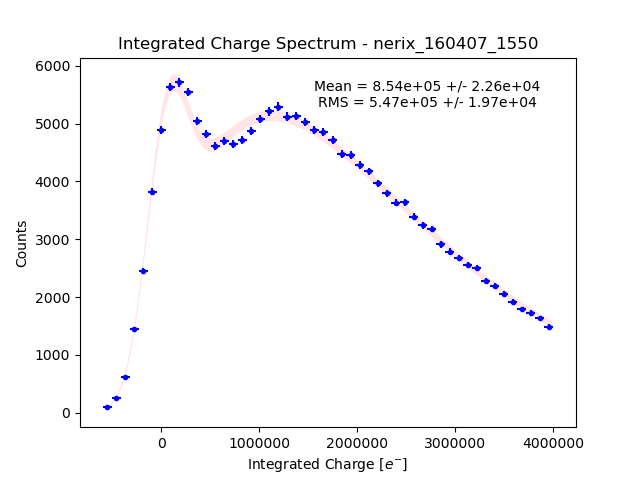 Integrated Charge Spectrum - nerix_160407_1550
Mean = 8.54e+05 +/- 2.26e+04
RMS = 5.47e+05 +/- 1.97e+04
Counts
6000
5000
4000
3000
2000
1000
0
0 1000000 2000000 3000000 4000000
Integrated Charge [e⁻]